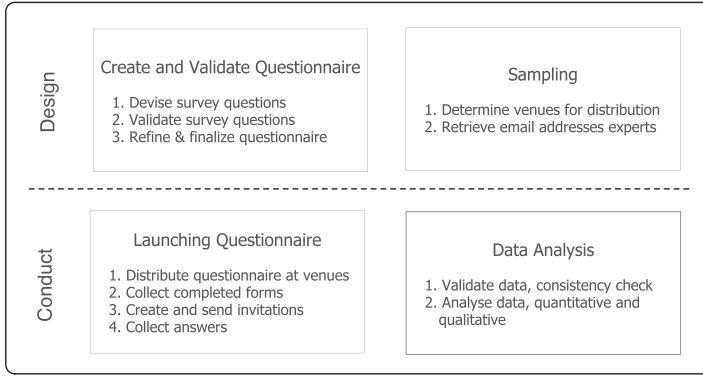 Design
Create and Validate Questionnaire
1. Devise survey questions
2. Validate survey questions
3. Refine & finalize questionnaire
Sampling
1. Determine venues for distribution
2. Retrieve email addresses experts
Conduct
Launching Questionnaire
1. Distribute questionnaire at venues
2. Collect completed forms
3. Create and send invitations
4. Collect answers
Data Analysis
1. Validate data, consistency check
2. Analyse data, quantitative and
qualitative